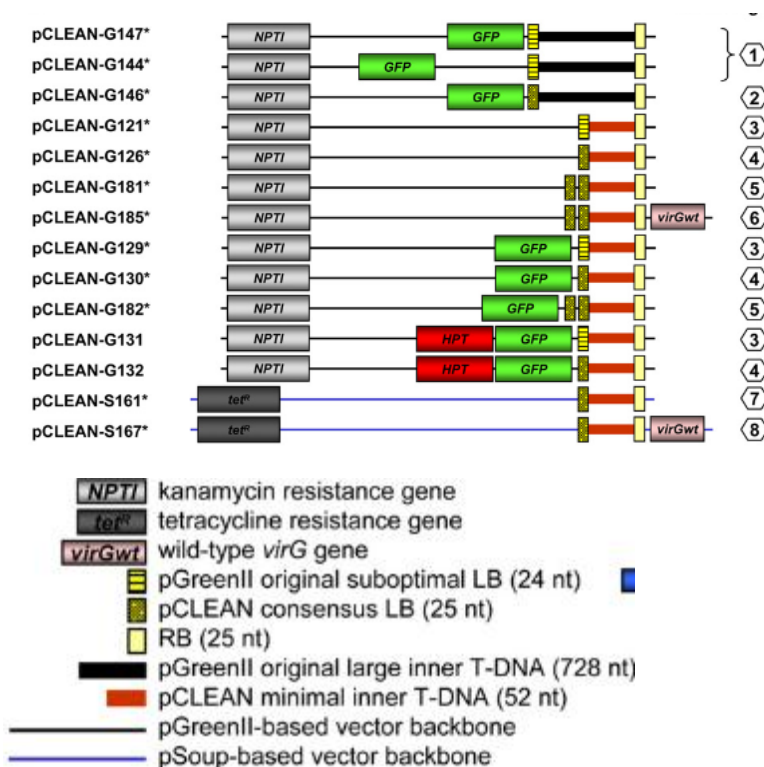 pCLEAN-G147* NPTI GFP
pCLEAN-G144* NPTI GFP 1
pCLEAN-G146* NPTI GFP 2
pCLEAN-G121* NPTI 3
pCLEAN-G126* NPTI 4
pCLEAN-G181* NPTI 5
pCLEAN-G185* NPTI virGwt 6
pCLEAN-G129* NPTI GFP 3
pCLEAN-G130* NPTI GFP 4
pCLEAN-G182* NPTI GFP 5
pCLEAN-G131 NPTI HPT GFP 3
pCLEAN-G132 NPTI HPT GFP 4
pCLEAN-S161* tetR 7
pCLEAN-S167* tetR virGwt 8
NPTI kanamycin resistance gene
tetR tetracycline resistance gene
virGwt wild-type virG gene
pGreenII original suboptimal LB (24 nt)
pCLEAN consensus LB (25 nt)
RB (25 nt)
pGreenII original large inner T-DNA (728 nt)
pCLEAN minimal inner T-DNA (52 nt)
pGreenII-based vector backbone
pSoup-based vector backbone